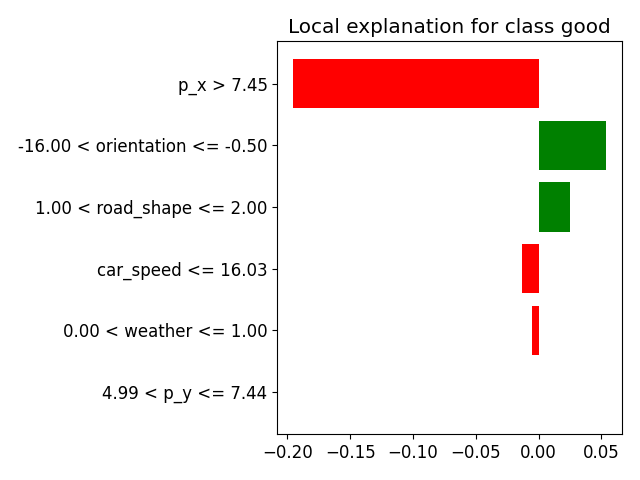 Local explanation for class good
p_x > 7.45
-16.00 < orientation <= -0.50
1.00 < road_shape <= 2.00
car_speed <= 16.03
0.00 < weather <= 1.00
4.99 < p_y <= 7.44
−0.20 −0.15 −0.10 −0.05 0.00 0.05